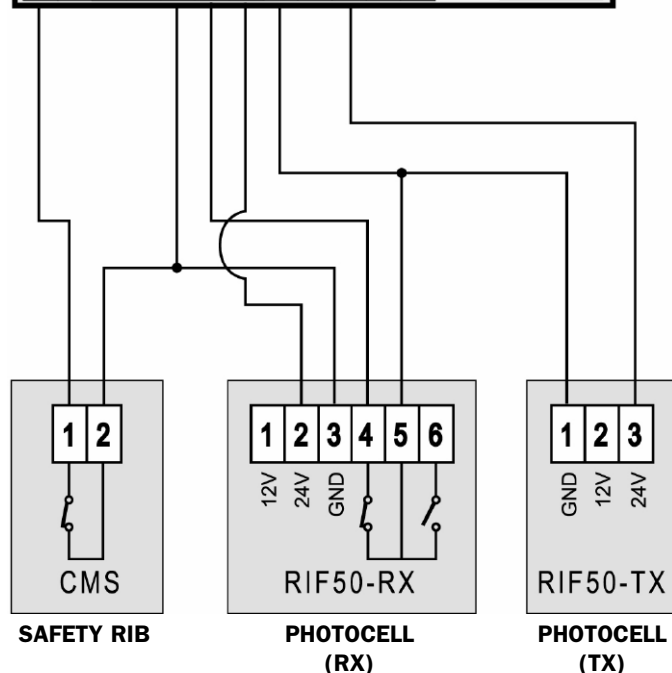 1 2
1 2 3 4 5 6
1 2 3
12V 24V GND
GND 12V 24V
CMS
RIF50-RX
RIF50-TX
SAFETY RIB
PHOTOCELL
(RX)
PHOTOCELL
(TX)